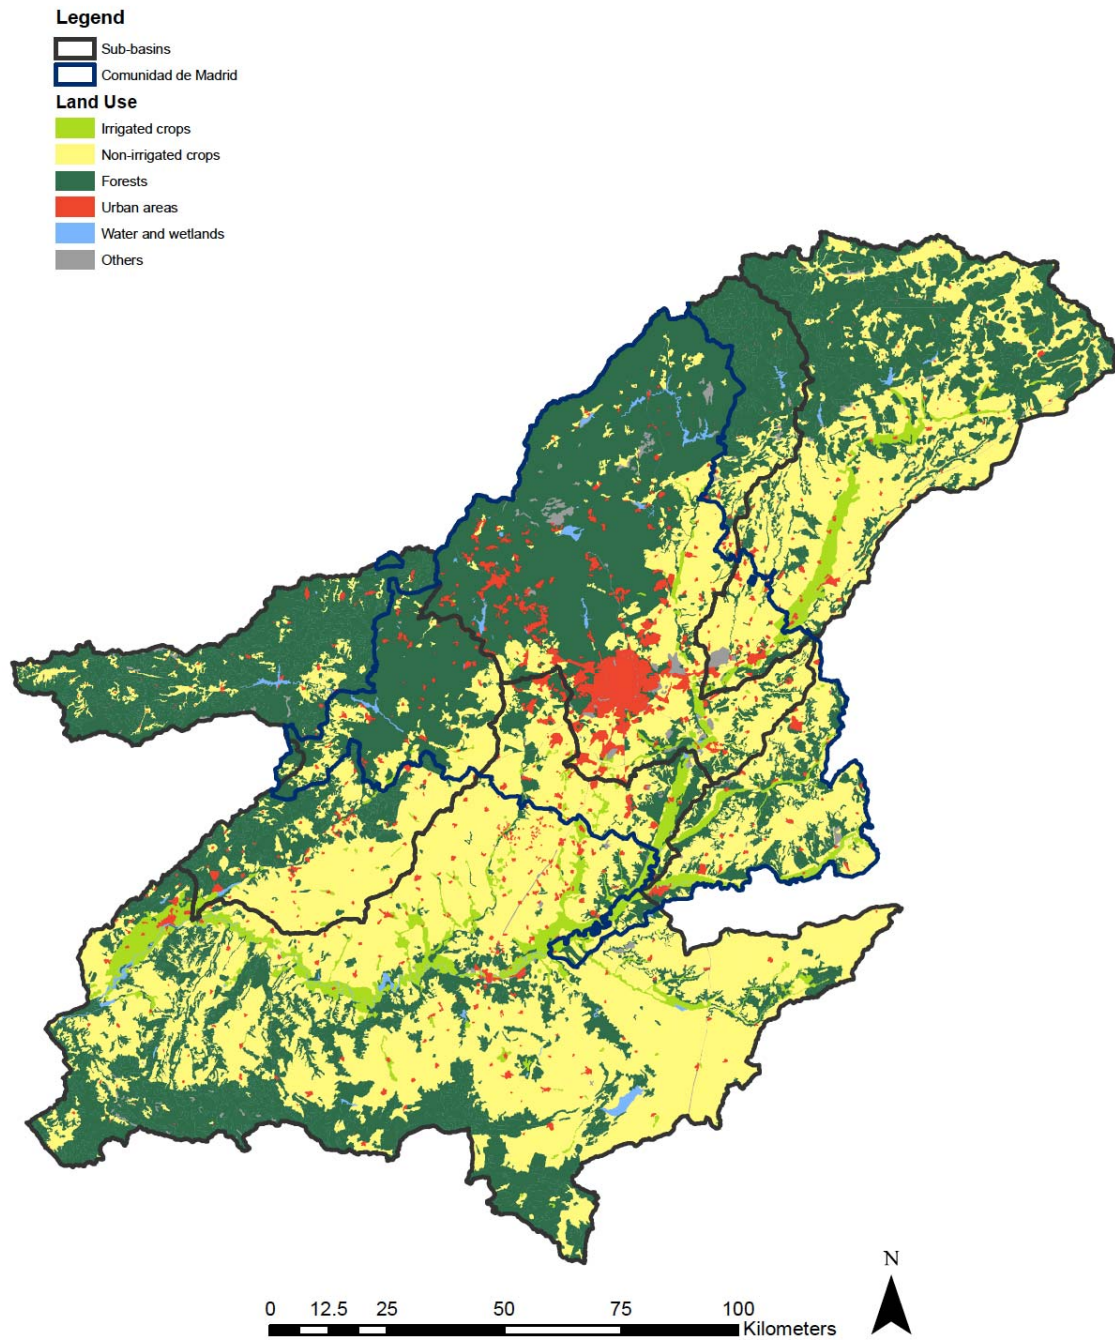 Legend
Sub-basins
Comunidad de Madrid
Land Use
Irrigated crops
Non-irrigated crops
Forests
Urban areas
Water and wetlands
Others
N
0 12.5 25 50 75 100
Kilometers